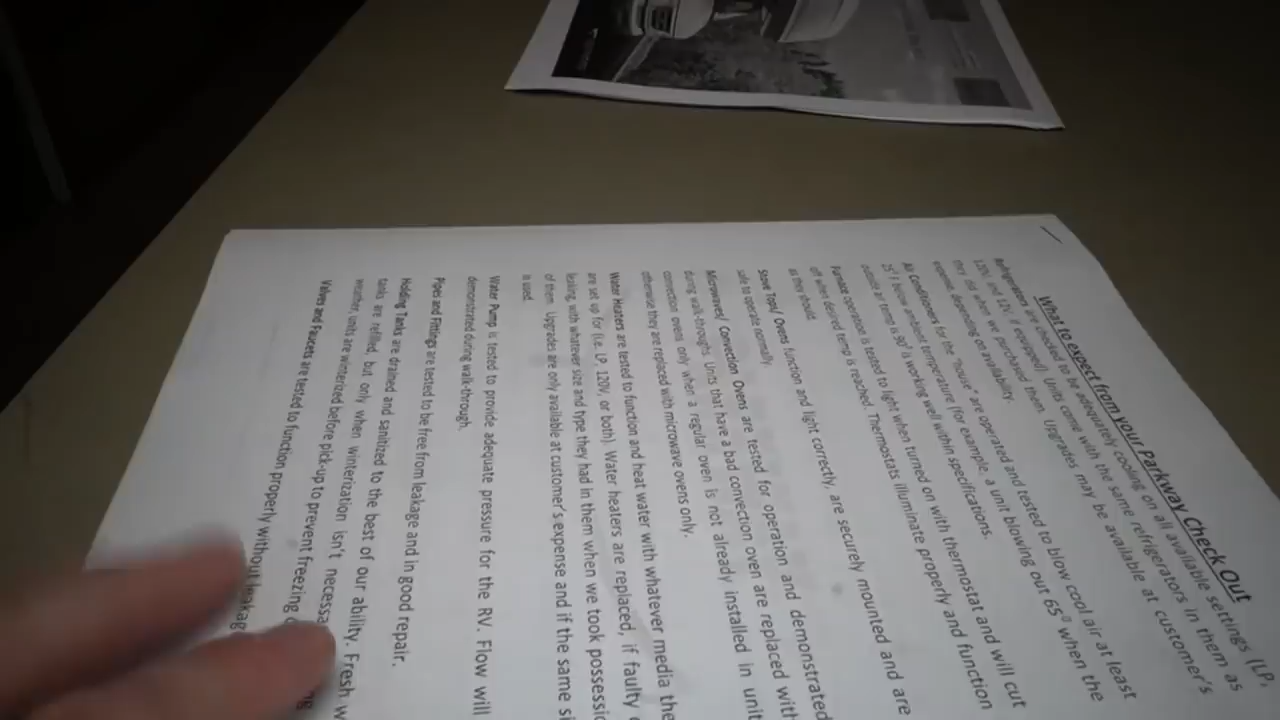 What to expect from your Parkway Check Out
Refrigerators are checked to be adequately cooling on all available settings (LP,
120V and 12V, if equipped). Units come with the same refrigerators in them as
they did when we purchased them. Upgrades may be available at customer's
expense, depending on availability.
Air Conditioners for the "house" are operated and tested to blow cool air at least
25° F below ambient temperature (for example, a unit blowing out 65° when the
outside air temp is 90° is working well within specifications.
Furnace operation is tested to light when turned on with thermostat and will cut
off when desired temp is reached. Thermostats illuminate properly and function
as they should.
Stove Tops/ Ovens function and light correctly, are securely mounted and are
safe to operate normally.
Microwaves/ Convection Ovens are tested for operation and demonstrated
during walk-throughs. Units that have a bad convection oven are replaced with
convection ovens only when a regular oven is not already installed in unit
otherwise they are replaced with microwave ovens only.
Water Heaters are tested to function and heat water with whatever media the
are set up for (i.e. LP, 120V, or both). Water heaters are replaced, if faulty
leaking, with whatever size and type they had in them when we took possessio
of them. Upgrades are only available at customer's expense and if the same si
is used.
Water Pump is tested to provide adequate pressure for the RV. Flow will
demonstrated during walk-through.
Pipes and Fittings are tested to be free from leakage and in good repair.
Holding Tanks are drained and sanitized to the best of our ability. Fresh w
tanks are refilled, but only when winterization isn't necessa
weather, units are winterized before pick-up to prevent freezing
Valves and Faucets are tested to function properly without leakag